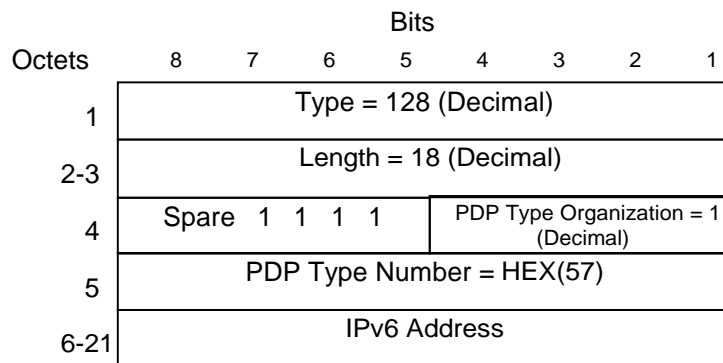 Bits
Octets 8 7 6 5 4 3 2 1
1 Type = 128 (Decimal)
2-3 Length = 18 (Decimal)
4 Spare 1 1 1 1 PDP Type Organization = 1
(Decimal)
5 PDP Type Number = HEX(57)
6-21 IPv6 Address